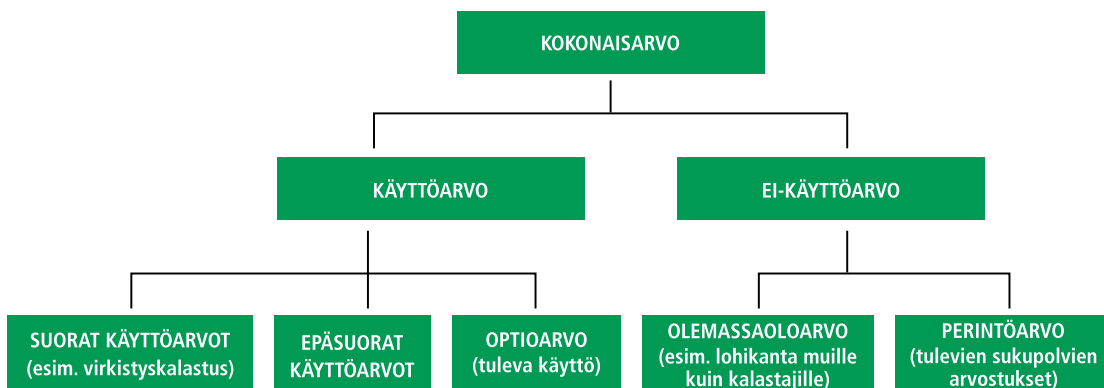 KOKONAISARVO
KÄYTTÖARVO
EI-KÄYTTÖARVO
SUORAT KÄYTTÖARVOT
(esim. virkistyskalastus)
EPÄSUORAT
KÄYTTÖARVOT
OPTIOARVO
(tuleva käyttö)
OLEMASSAOLOARVO
(esim. lohikanta muille
kuin kalastajille)
PERINTÖARVO
(tulevien sukupolvien
arvostukset)